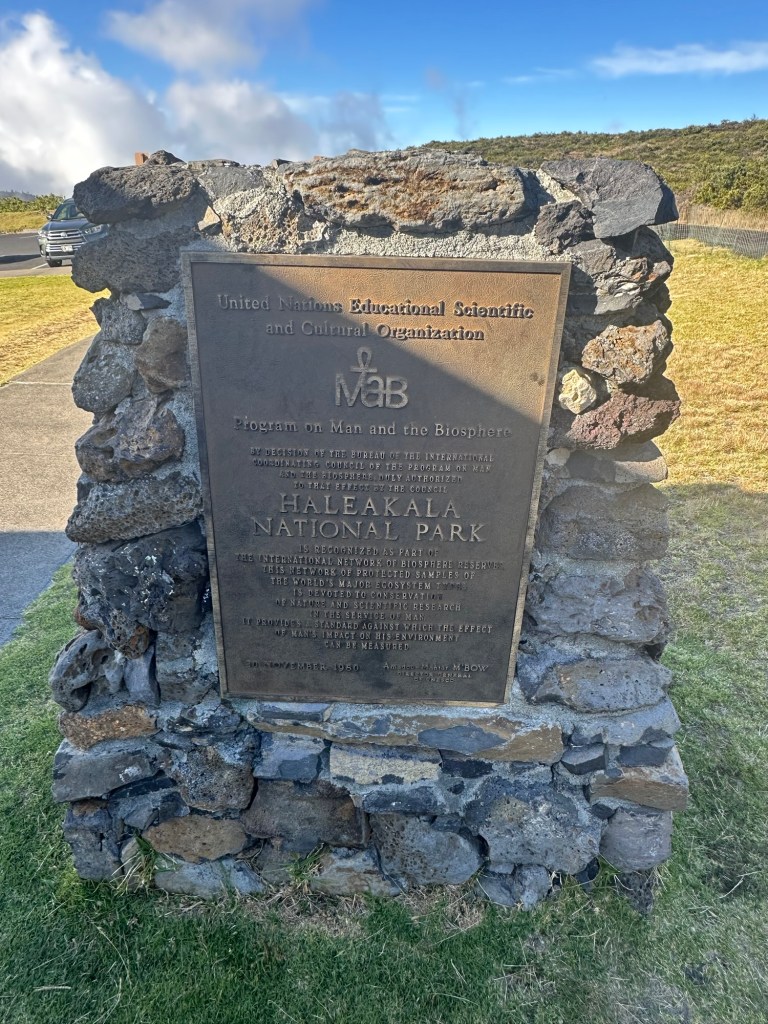 United Nations Educational Scientific
and Cultural Organization
MaB
Program on Man and the Biosphere
BY DECISION OF THE BUREAU OF THE INTERNATIONAL
COORDINATING COUNCIL OF THE PROGRAM ON MAN
AND THE BIOSPHERE, DULY AUTHORIZED
TO THAT EFFECT BY THE COUNCIL
HALEAKALA
NATIONAL PARK
IS RECOGNIZED AS PART OF
THE INTERNATIONAL NETWORK OF BIOSPHERE RESERVES.
THIS NETWORK OF PROTECTED SAMPLES OF
THE WORLD'S MAJOR ECOSYSTEM TYPES
IS DEVOTED TO CONSERVATION
OF NATURE AND SCIENTIFIC RESEARCH
IN THE SERVICE OF MAN.
IT PROVIDES A STANDARD AGAINST WHICH THE EFFECT
OF MAN'S IMPACT ON HIS ENVIRONMENT
CAN BE MEASURED
NOVEMBER, 1980 M'BOW